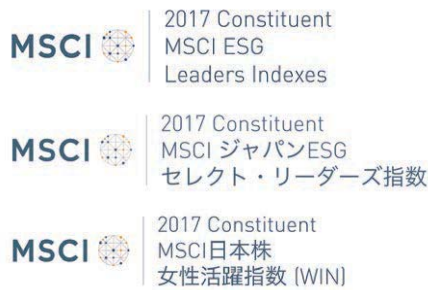 MSCI
2017 Constituent
MSCI ESG
Leaders Indexes
MSCI
2017 Constituent
MSCI ジャパンESG
セレクト・リーダーズ指数
MSCI
2017 Constituent
MSCI日本株
女性活躍指数 (WIN)